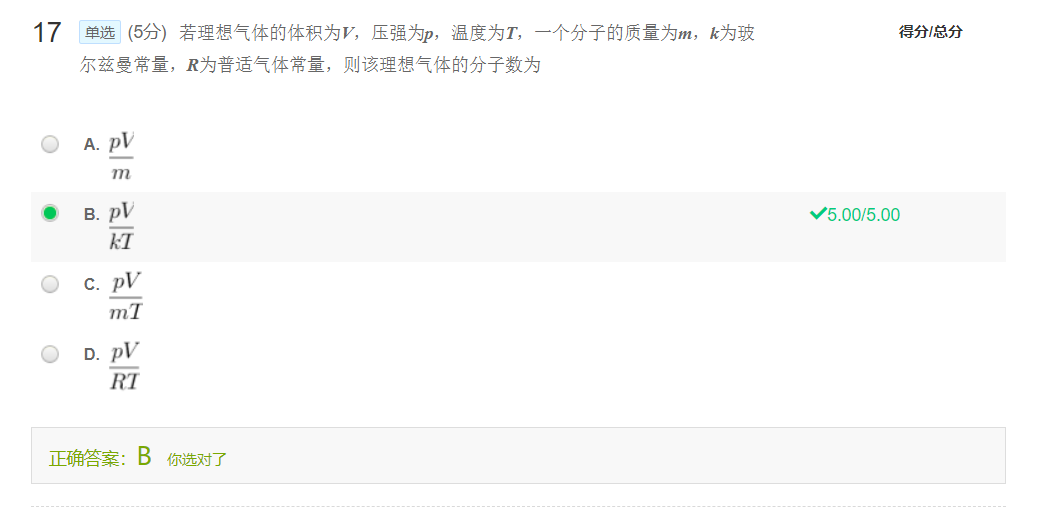 17 单选 (5分) 若理想气体的体积为V，压强为p，温度为T，一个分子的质量为m，k为玻 得分/总分
尔兹曼常量，R为普适气体常量，则该理想气体的分子数为
A. pV/m
B. pV/kT 5.00/5.00
C. pV/mT
D. pV/RT
正确答案：B 你选对了